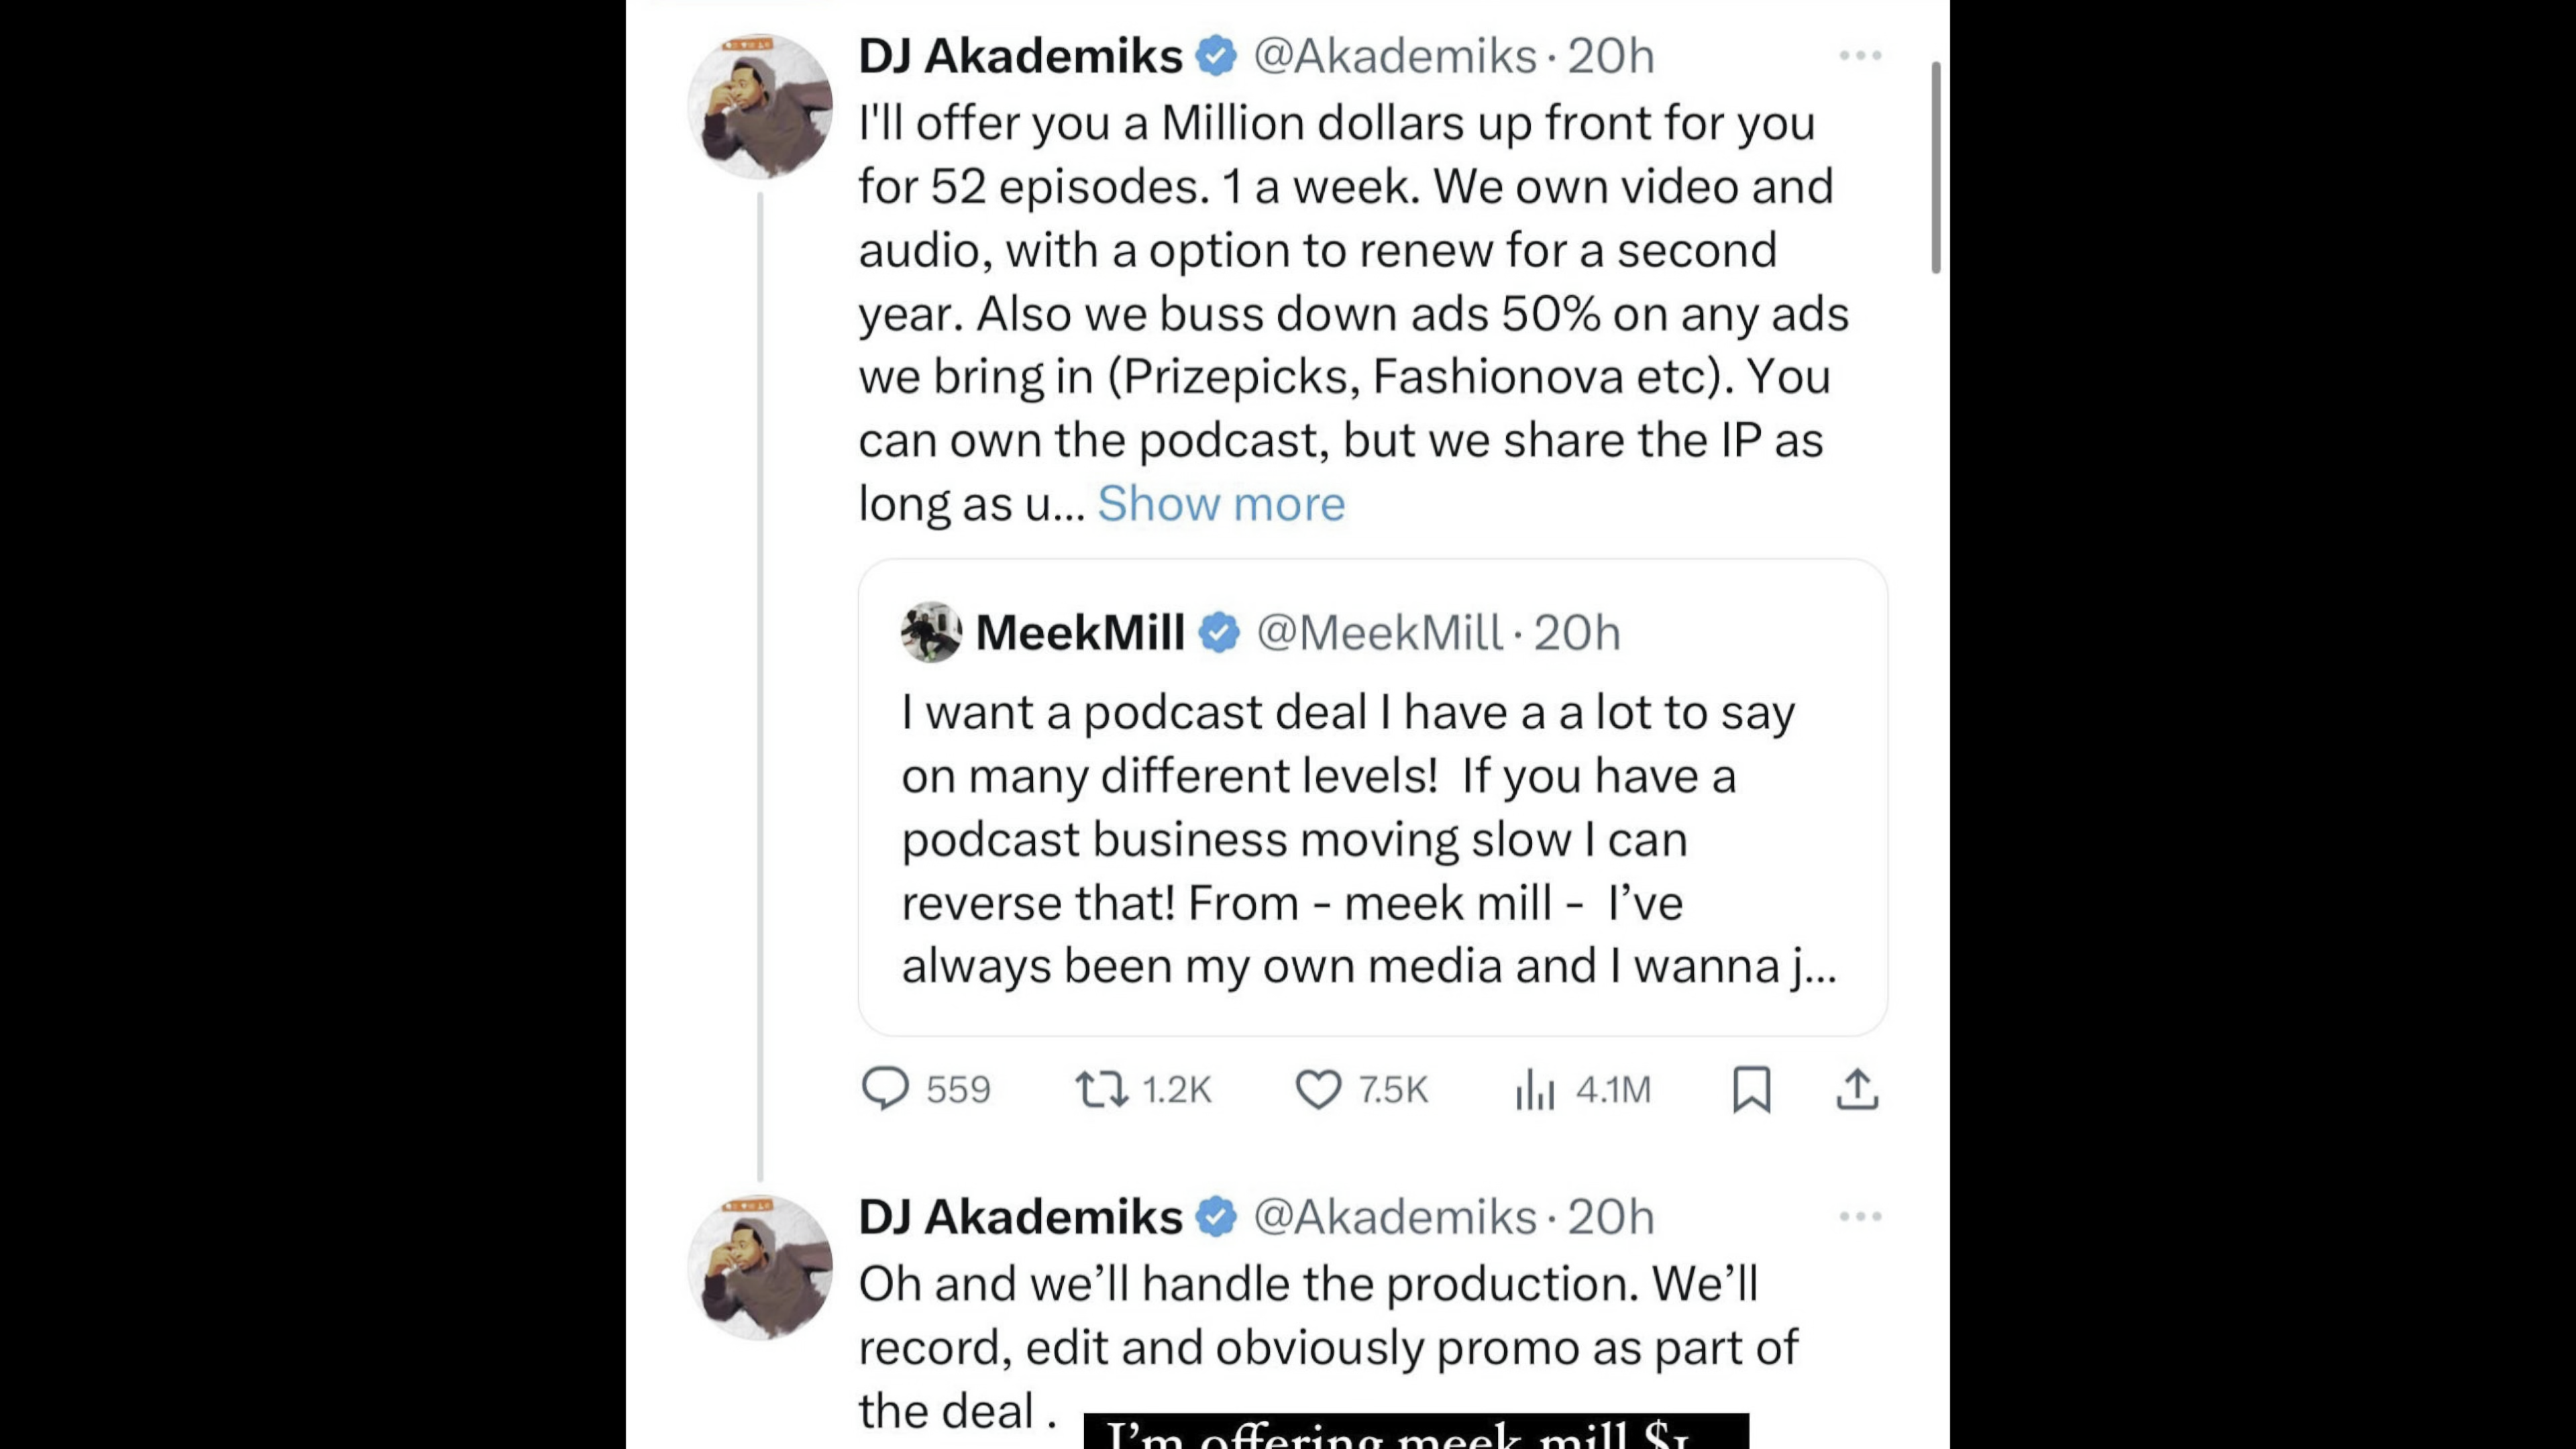 DJ Akademiks @Akademiks · 20h
I'll offer you a Million dollars up front for you
for 52 episodes. 1 a week. We own video and
audio, with a option to renew for a second
year. Also we buss down ads 50% on any ads
we bring in (Prizepicks, Fashionova etc). You
can own the podcast, but we share the IP as
long as u... Show more
MeekMill @MeekMill · 20h
I want a podcast deal I have a a lot to say
on many different levels!  If you have a
podcast business moving slow I can
reverse that! From - meek mill -  I’ve
always been my own media and I wanna j...
559 1.2K 7.5K 4.1M
DJ Akademiks @Akademiks · 20h
Oh and we’ll handle the production. We’ll
record, edit and obviously promo as part of
the deal .
I’m offering meek mill $1